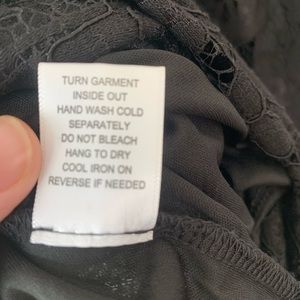 TURN GARMENT
INSIDE OUT
HAND WASH COLD
SEPARATELY
DO NOT BLEACH
HANG TO DRY
COOL IRON ON
REVERSE IF NEEDED